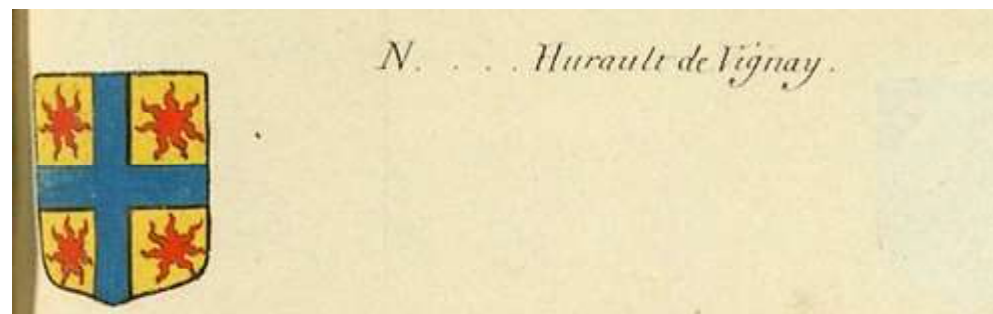 N. . . . Hurault de Vignay.